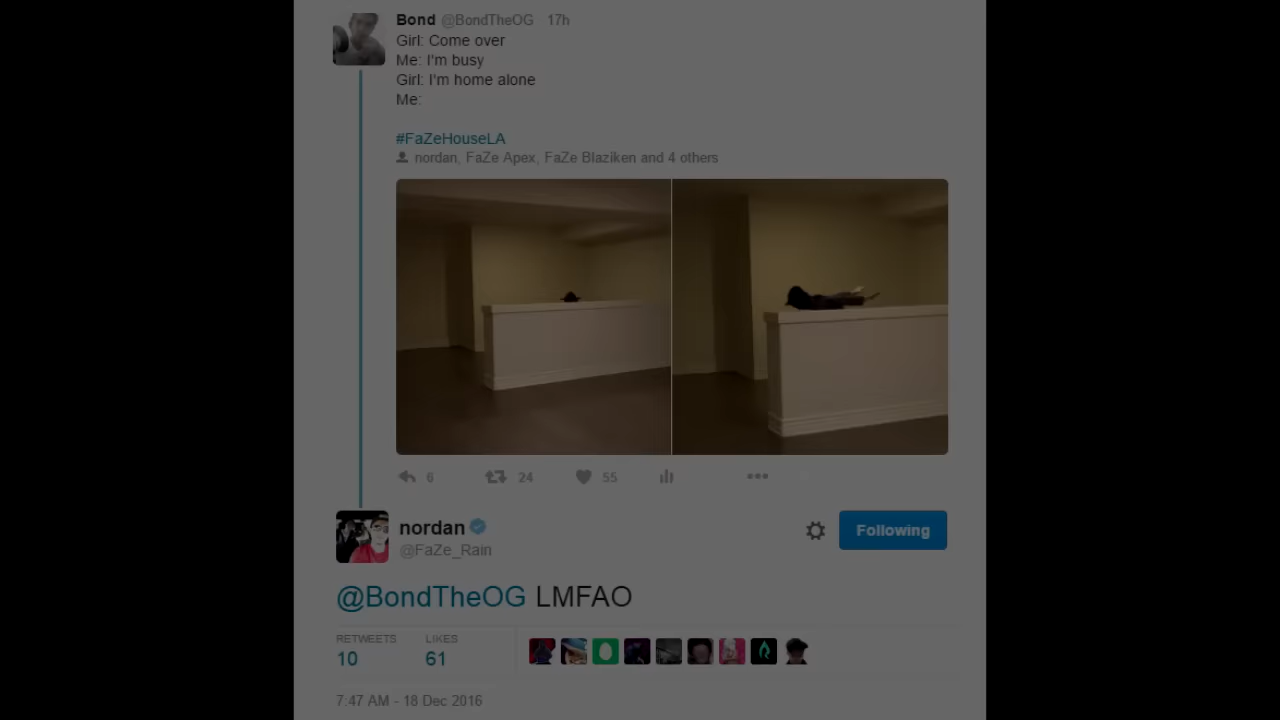 Bond @BondTheOG 17h
Girl: Come over
Me: I'm busy
Girl: I'm home alone
Me:
#FaZeHouseLA
nordan, FaZe Apex, FaZe Blaziken and 4 others
6 24 55
nordan
Following
@FaZe_Rain
@BondTheOG LMFAO
RETWEETS LIKES
10 61
7:47 AM - 18 Dec 2016